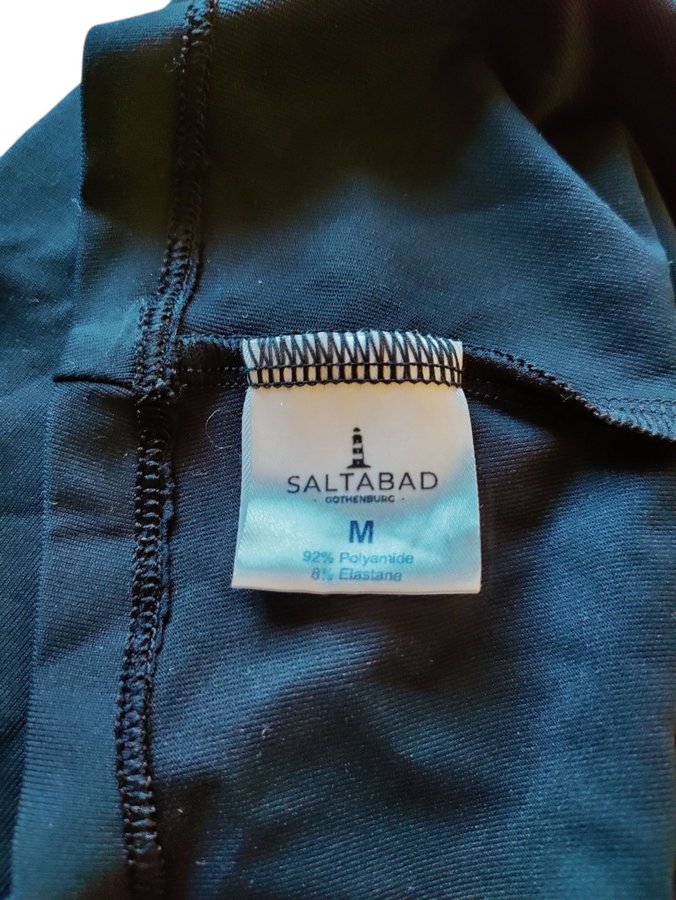 SALTABAD
· GOTHENBURG ·
M
92% Polyamide
8% Elastane